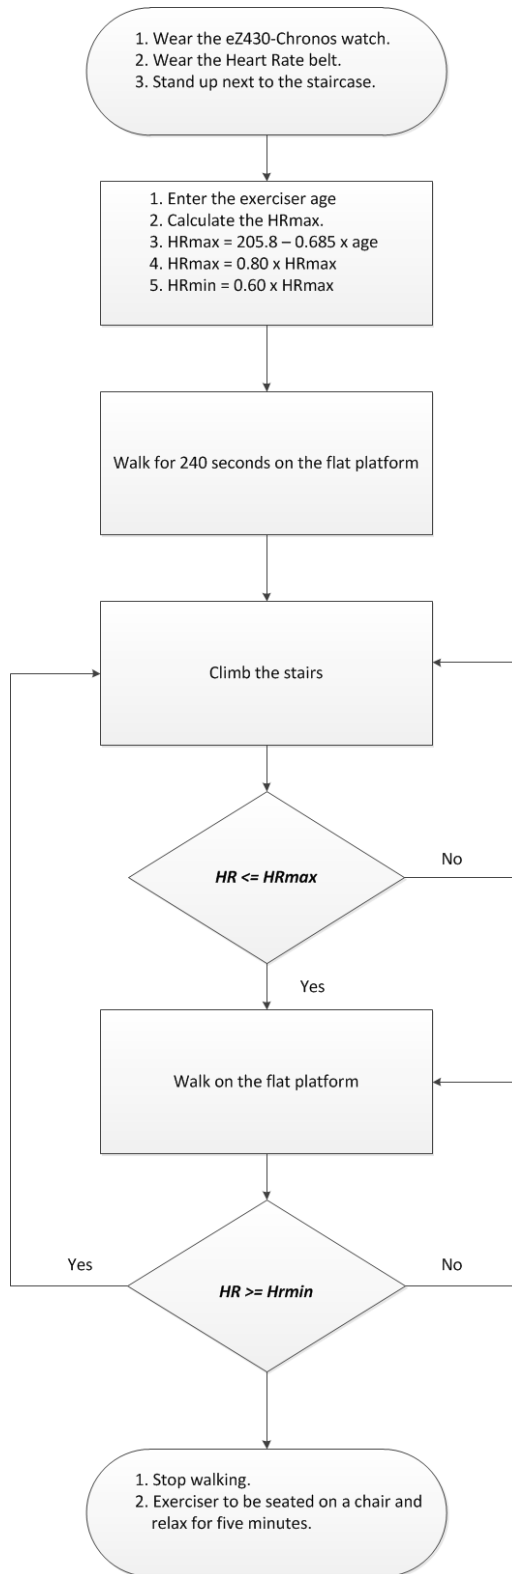 1. Wear the eZ430-Chronos watch.
2. Wear the Heart Rate belt.
3. Stand up next to the staircase.
1. Enter the exerciser age
2. Calculate the HRmax.
3. HRmax = 205.8 – 0.685 x age
4. HRmax = 0.80 x HRmax
5. HRmin = 0.60 x HRmax
Walk for 240 seconds on the flat platform
Climb the stairs
HR <= HRmax
No
Yes
Walk on the flat platform
Yes
HR >= Hrmin
No
1. Stop walking.
2. Exerciser to be seated on a chair and
relax for five minutes.